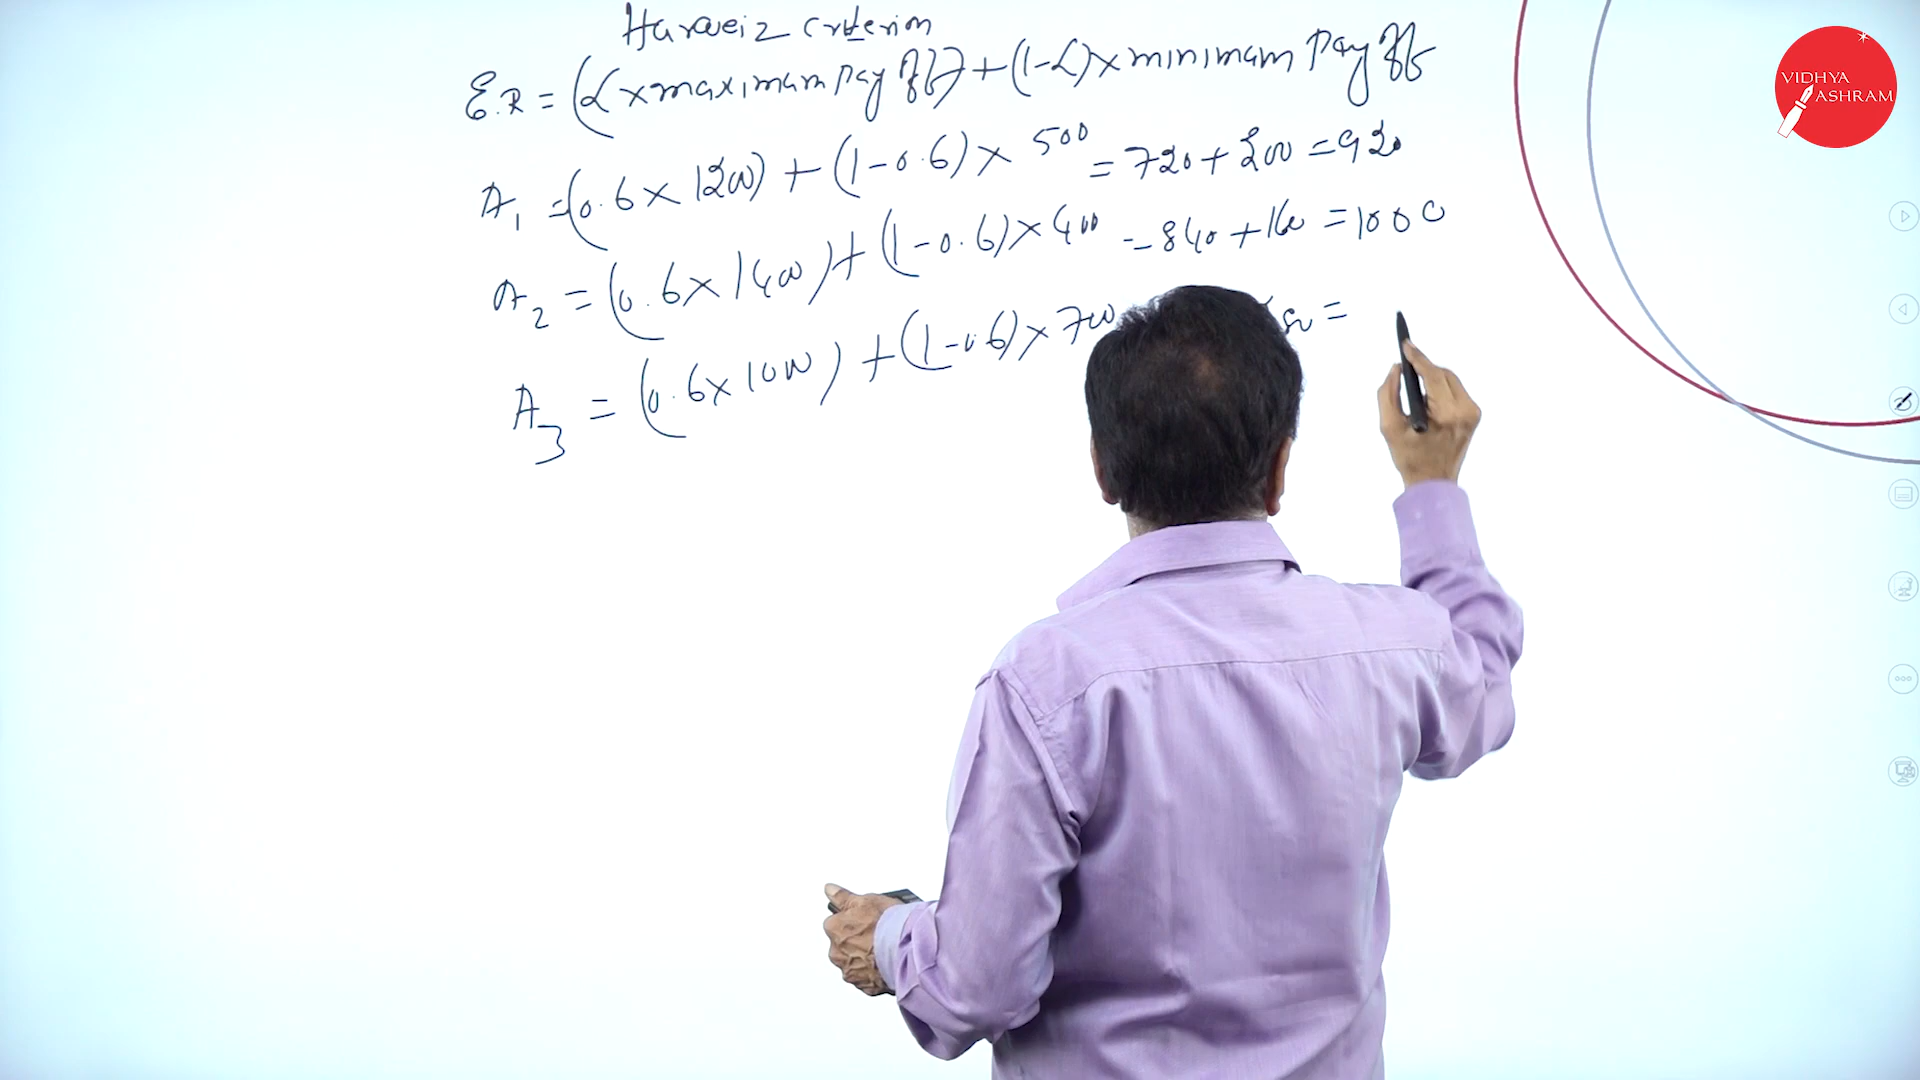 Hurweiz criterion
E.R = (α × maximum Pay off) + (1-α) × minimum Pay off
A1 = (0.6 × 1200) + (1-0.6) × 500 = 720 + 200 = 920
A2 = (0.6 × 1400) + (1-0.6) × 400 = 840 + 160 = 1000
A3 = (0.6 × 1000) + (1-0.6) × 700 =
VIDHYA
ASHRAM